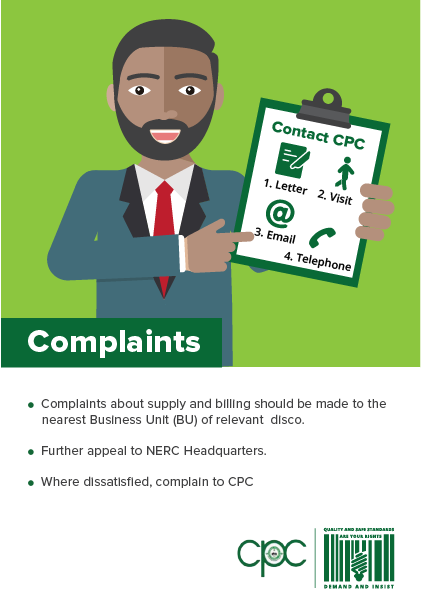 Contact CPC
1. Letter
2. Visit
@
3. Email
4. Telephone
Complaints
• Complaints about supply and billing should be made to the
nearest Business Unit (BU) of relevant disco.
• Further appeal to NERC Headquarters.
• Where dissatisfied, complain to CPC
cpc
QUALITY AND SAFE STANDARDS
ARE YOUR RIGHTS
DEMAND AND INSIST